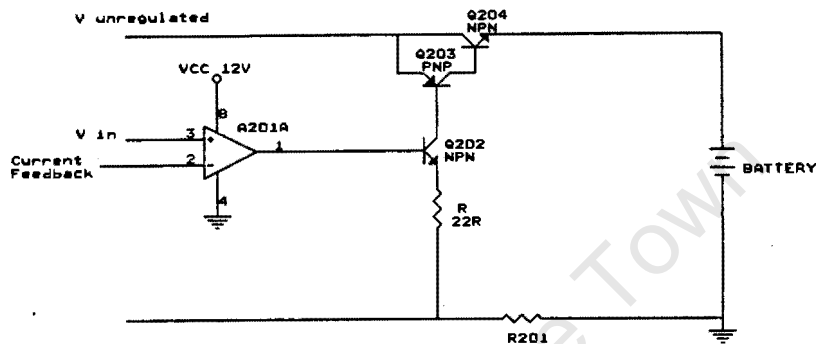 V unregulated
Q204
NPN
Q203
PNP
VCC 12V
8
A201A
V in
3
+
1
Q202
NPN
Current
Feedback
2
-
4
BATTERY
R
22R
R201
Town